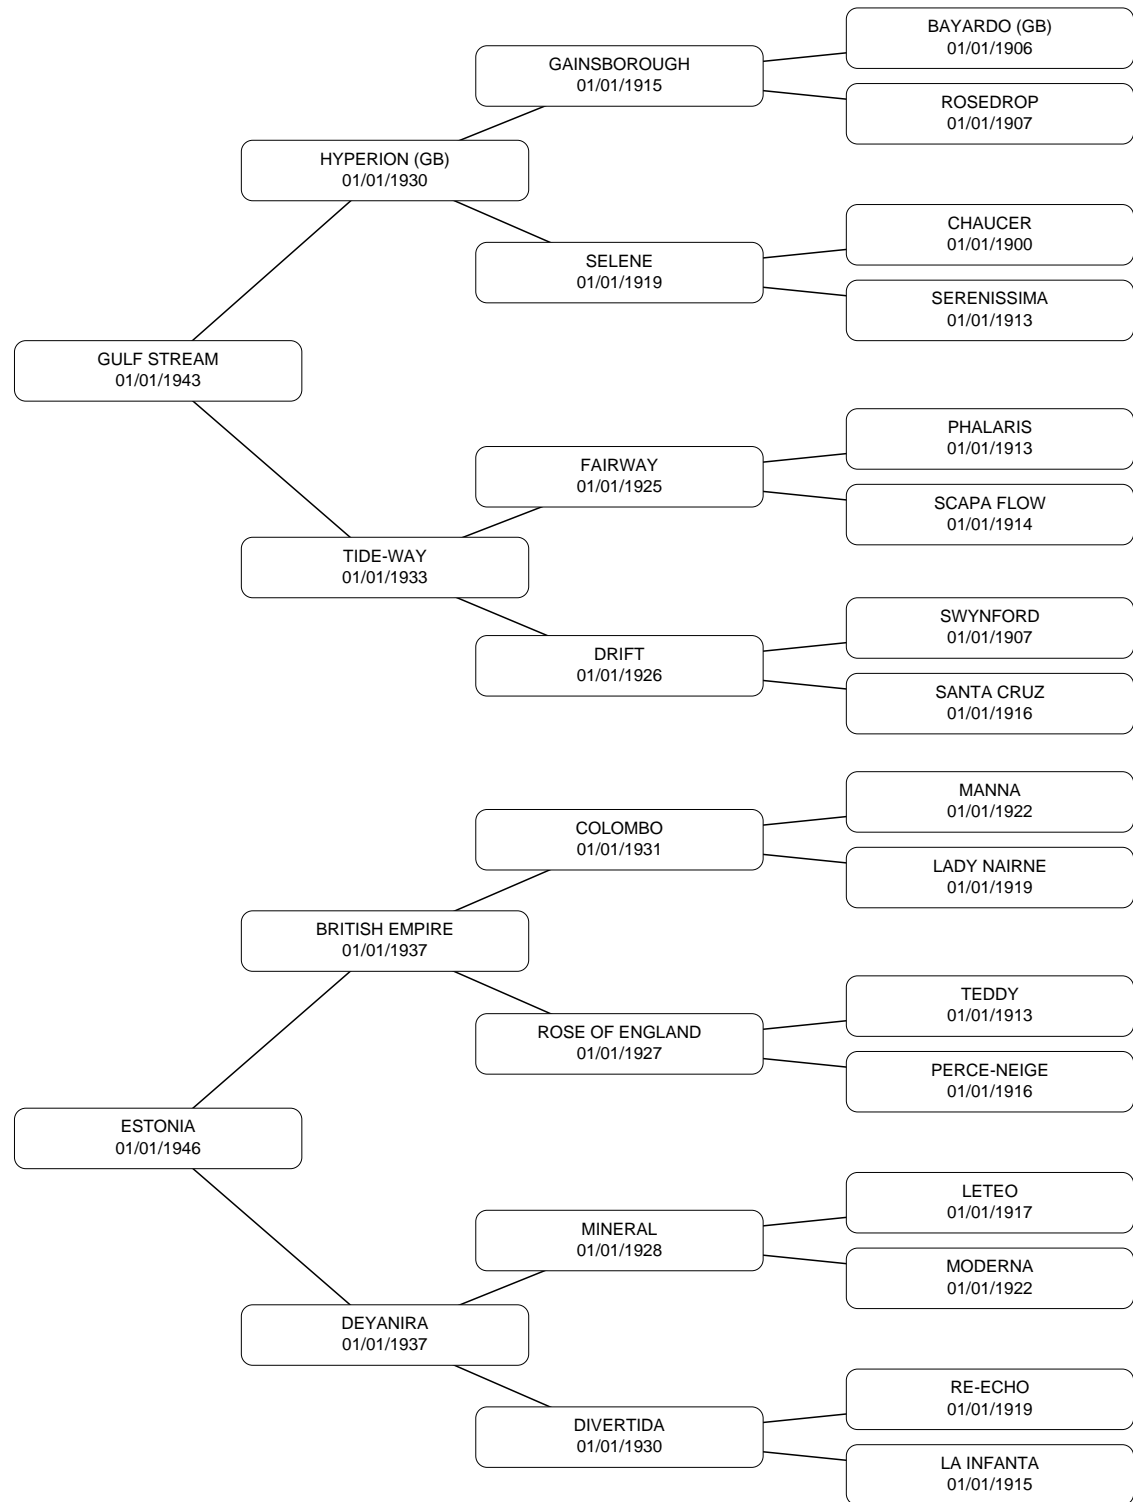 BAYARDO (GB)
01/01/1906
GAINSBOROUGH
01/01/1915
ROSEDROP
01/01/1907
HYPERION (GB)
01/01/1930
CHAUCER
01/01/1900
SELENE
01/01/1919
SERENISSIMA
01/01/1913
GULF STREAM
01/01/1943
PHALARIS
01/01/1913
FAIRWAY
01/01/1925
SCAPA FLOW
01/01/1914
TIDE-WAY
01/01/1933
SWYNFORD
01/01/1907
DRIFT
01/01/1926
SANTA CRUZ
01/01/1916
MANNA
01/01/1922
COLOMBO
01/01/1931
LADY NAIRNE
01/01/1919
BRITISH EMPIRE
01/01/1937
TEDDY
01/01/1913
ROSE OF ENGLAND
01/01/1927
PERCE-NEIGE
01/01/1916
ESTONIA
01/01/1946
LETEO
01/01/1917
MINERAL
01/01/1928
MODERNA
01/01/1922
DEYANIRA
01/01/1937
RE-ECHO
01/01/1919
DIVERTIDA
01/01/1930
LA INFANTA
01/01/1915